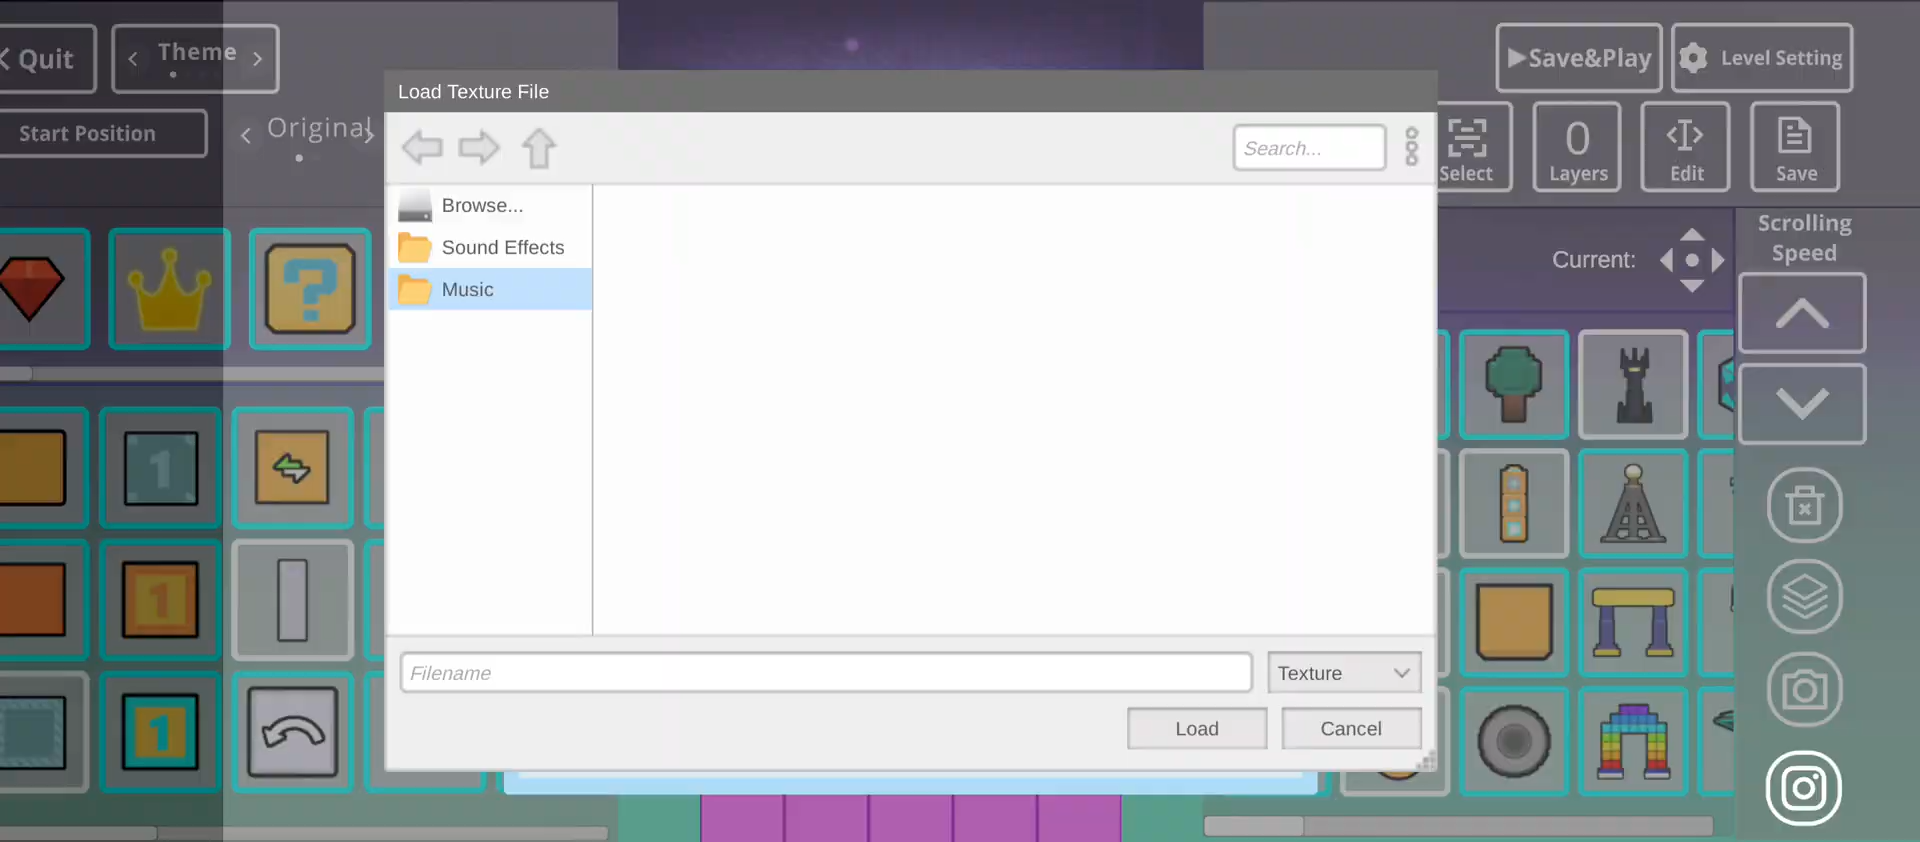 Quit
Theme
Save&Play
Level Setting
Load Texture File
Start Position
Original
Search...
Select
0
Layers
Edit
Save
Browse...
Sound Effects
Music
Current:
Scrolling
Speed
?
1
1
1
Filename
Texture
Load
Cancel